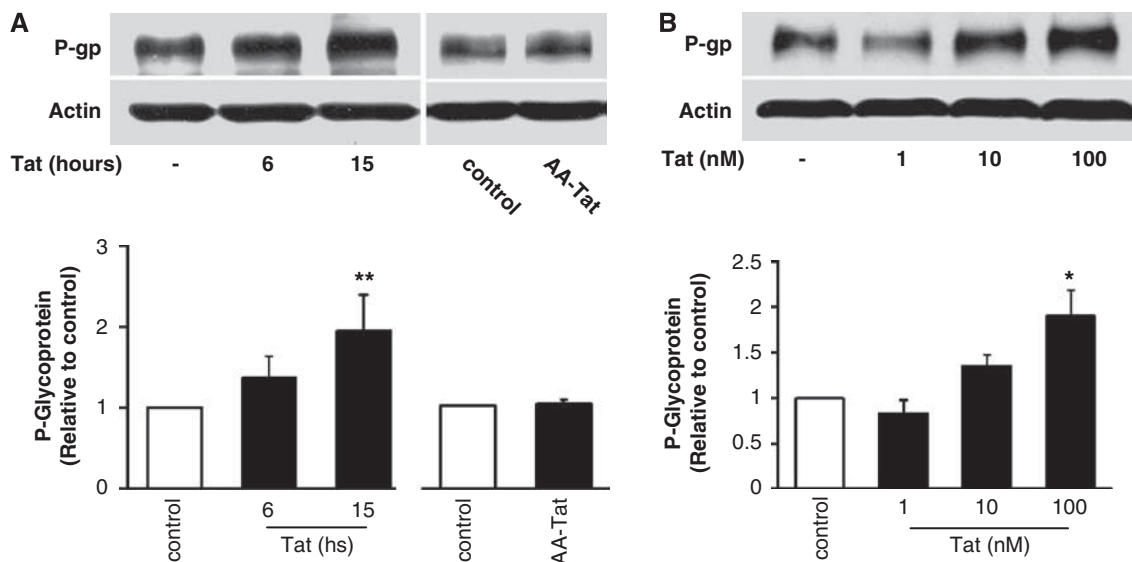 A
P-gp
Actin
Tat (hours) - 6 15
control AA-Tat
P-Glycoprotein
(Relative to control)
3
2
1
0
control 6 15 control AA-Tat
Tat (hs)
**
B
P-gp
Actin
Tat (nM) - 1 10 100
P-Glycoprotein
(Relative to control)
2.5
2
1.5
1
0.5
0
*
control 1 10 100
Tat (nM)